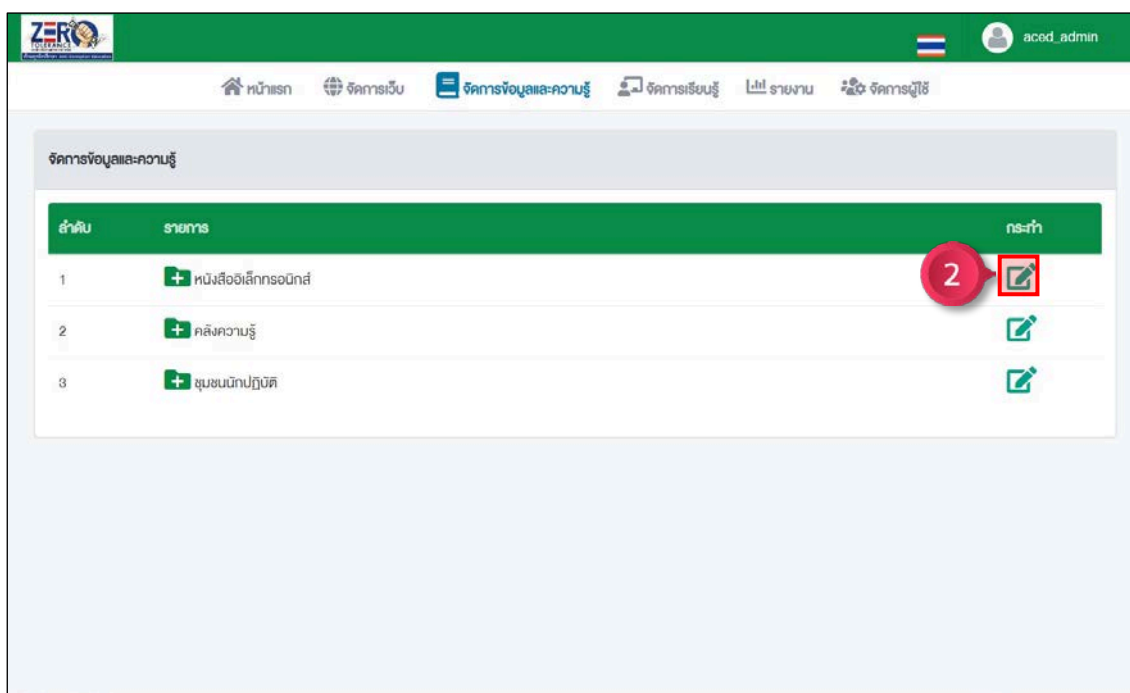 ZERO
TOLERANCE
aced_admin
หน้าแรก จัดการเว็บ จัดการข้อมูลและความรู้ จัดการเรียนรู้ รายงาน จัดการผู้ใช้
จัดการข้อมูลและความรู้
ลำดับ รายการ กระทำ
1 หนังสืออิเล็กทรอนิกส์ 2
2 คลังความรู้
3 ชุมชนนักปฏิบัติ